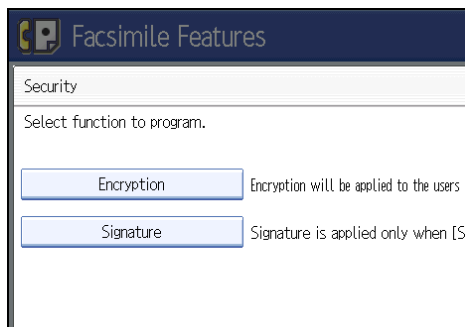 Facsimile Features
Security
Select function to program.
Encryption Encryption will be applied to the users
Signature Signature is applied only when [S